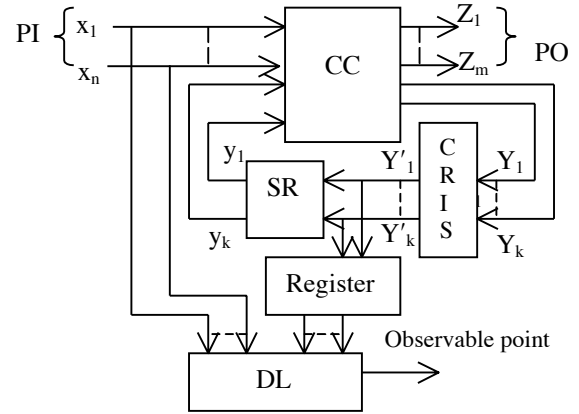 PI { x₁ Z₁ } PO
xₙ CC Zₘ
y₁ SR Y′₁ C R I S Y₁
yₖ Y′ₖ Yₖ
Register
Observable point
DL